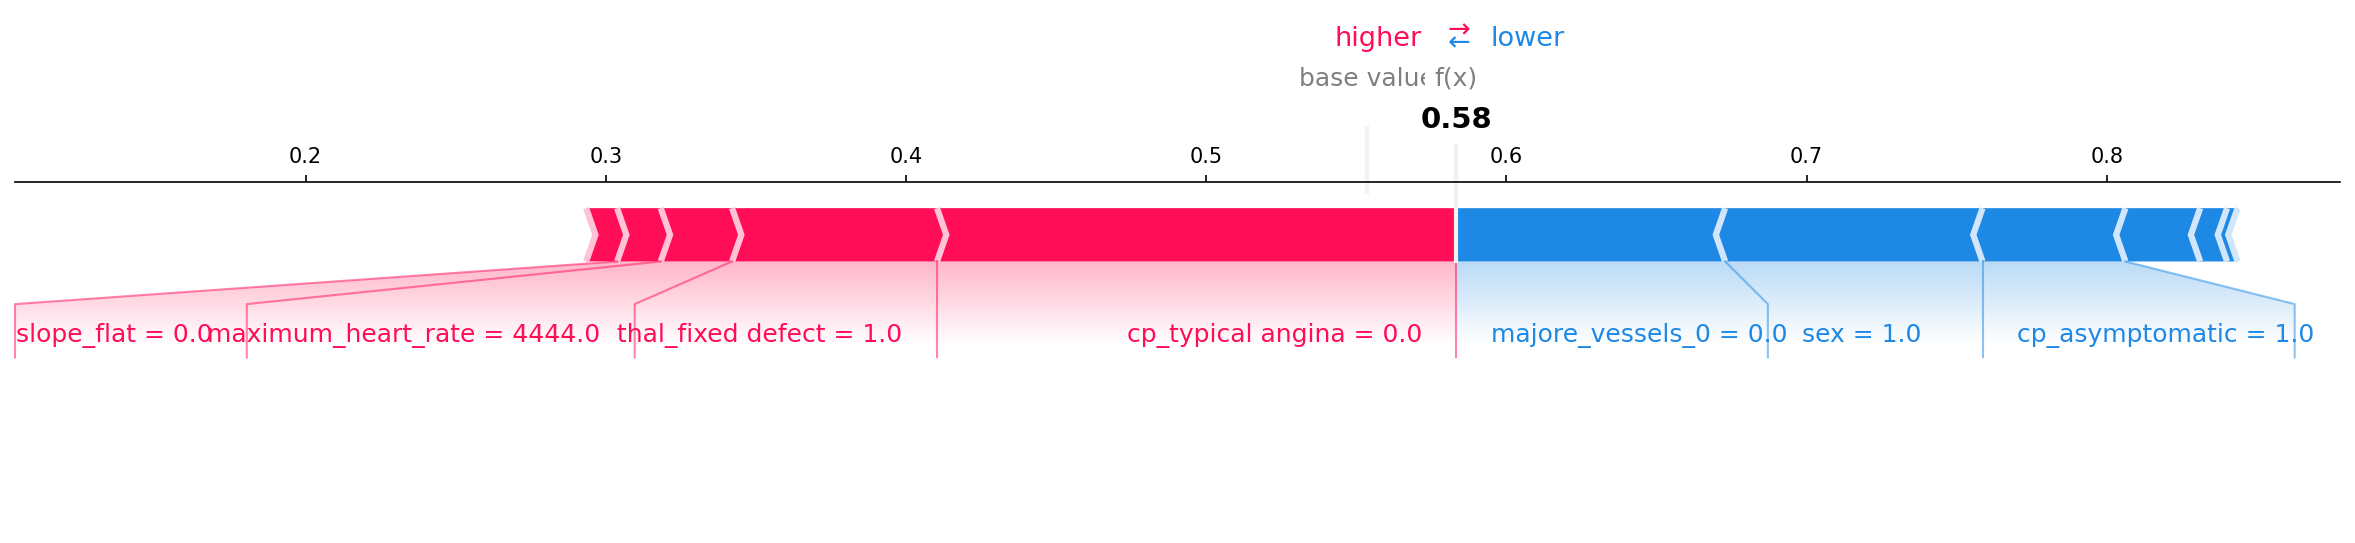 higher ⇄ lower
base value f(x)
0.58
0.2 0.3 0.4 0.5 0.6 0.7 0.8
slope_flat = 0.0 maximum_heart_rate = 4444.0 thal_fixed defect = 1.0 cp_typical angina = 0.0 majore_vessels_0 = 0.0 sex = 1.0 cp_asymptomatic = 1.0